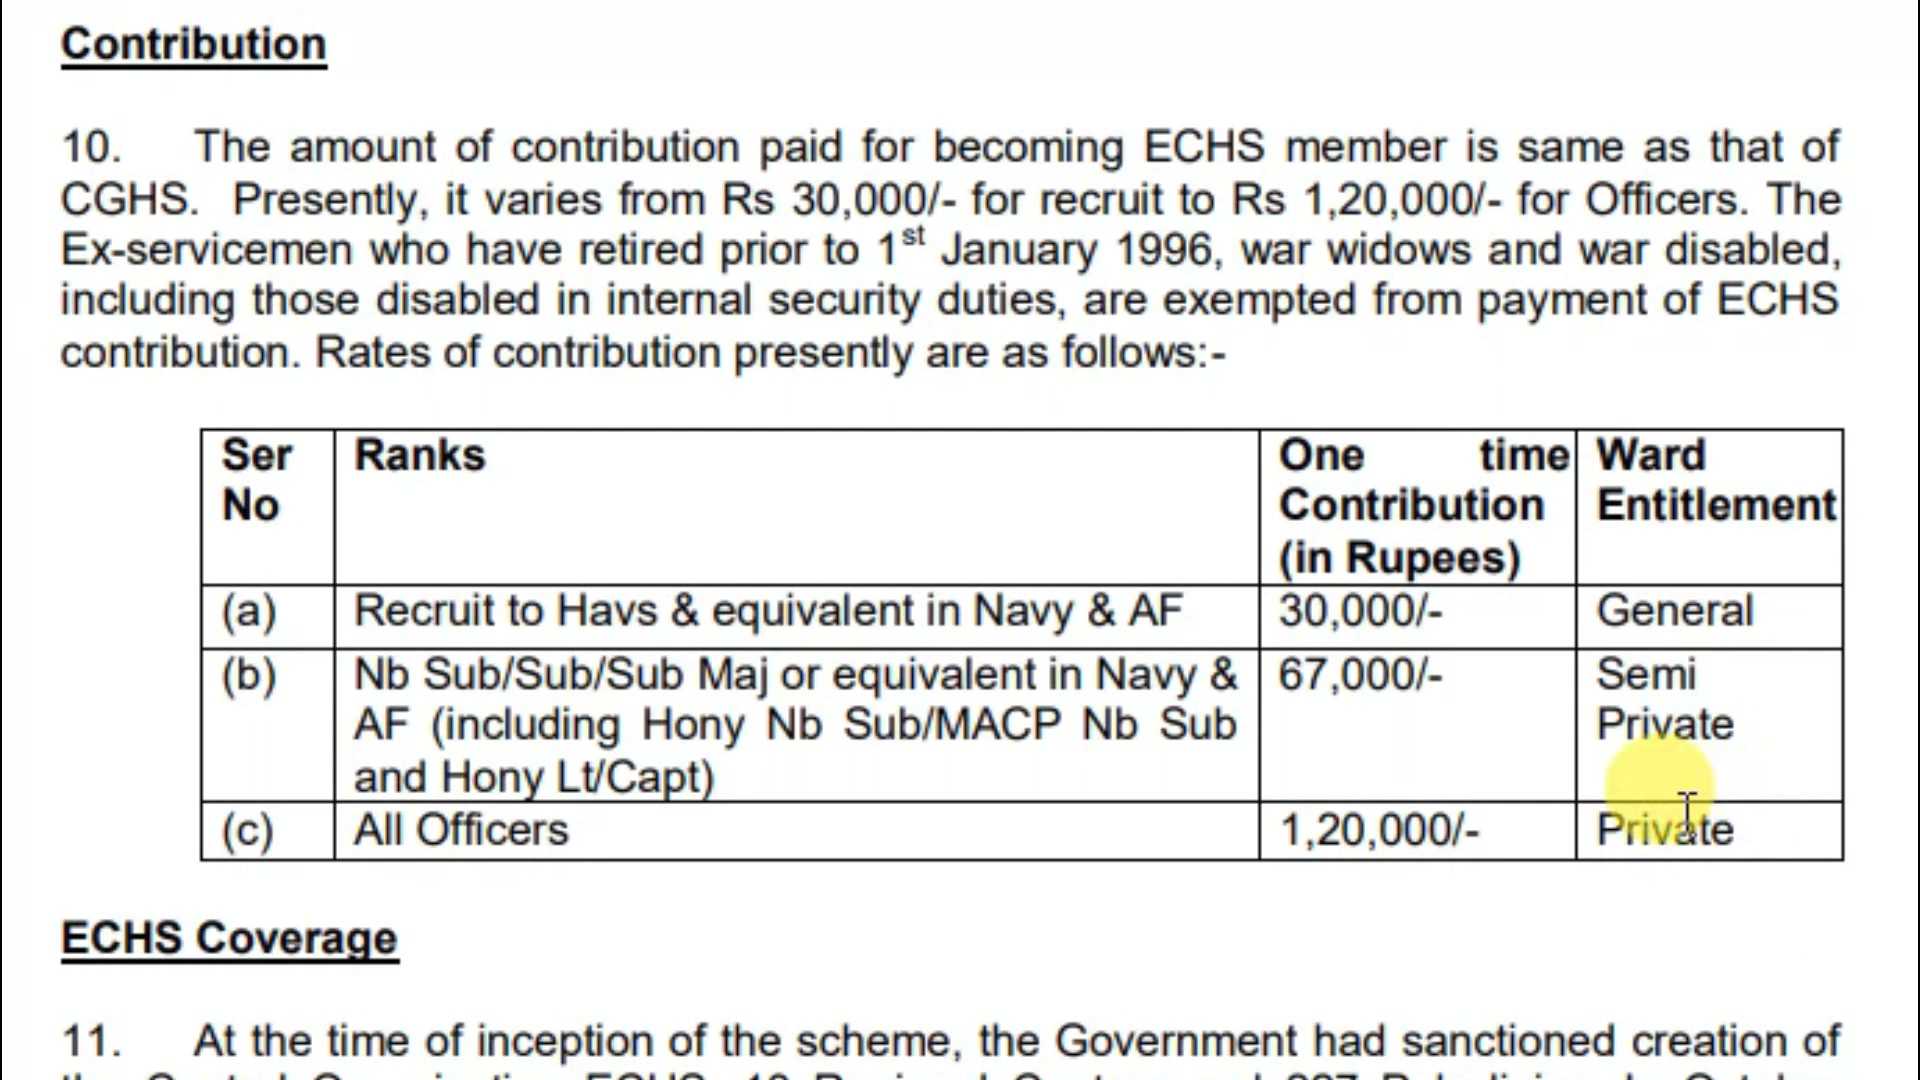 Contribution
10. The amount of contribution paid for becoming ECHS member is same as that of
CGHS. Presently, it varies from Rs 30,000/- for recruit to Rs 1,20,000/- for Officers. The
Ex-servicemen who have retired prior to 1st January 1996, war widows and war disabled,
including those disabled in internal security duties, are exempted from payment of ECHS
contribution. Rates of contribution presently are as follows:-
Ser No Ranks One time Contribution (in Rupees) Ward Entitlement
(a) Recruit to Havs & equivalent in Navy & AF 30,000/- General
(b) Nb Sub/Sub/Sub Maj or equivalent in Navy & 67,000/- Semi
AF (including Hony Nb Sub/MACP Nb Sub Private
and Hony Lt/Capt)
(c) All Officers 1,20,000/- Private
ECHS Coverage
11. At the time of inception of the scheme, the Government had sanctioned creation of